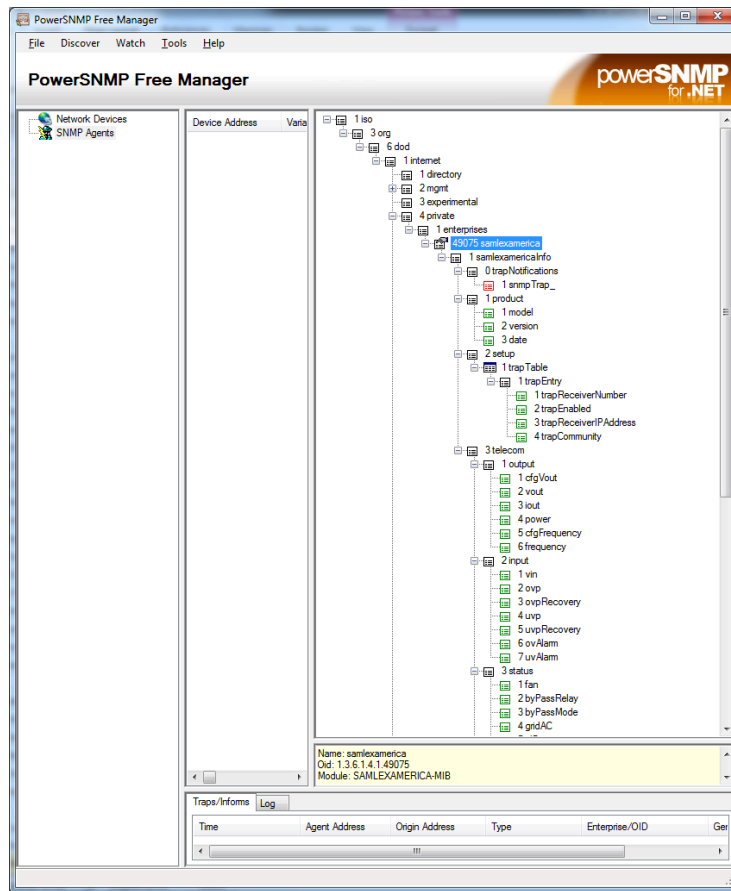 PowerSNMP Free Manager
File Discover Watch Tools Help
PowerSNMP Free Manager
powerSNMP
for .NET
Network Devices
SNMP Agents
Device Address Varia
1 iso
3 org
6 dod
1 internet
1 directory
2 mgmt
3 experimental
4 private
1 enterprises
49075 samlexamerica
1 samlexamericaInfo
0 trapNotifications
1 snmpTrap_
1 product
1 model
2 version
3 date
2 setup
1 trapTable
1 trapEntry
1 trapReceiverNumber
2 trapEnabled
3 trapReceiverIPAddress
4 trapCommunity
3 telecom
1 output
1 cfgVout
2 vout
3 iout
4 power
5 cfgFrequency
6 frequency
2 input
1 vin
2 ovp
3 ovpRecovery
4 uvp
5 uvpRecovery
6 ovAlarm
7 uvAlarm
3 status
1 fan
2 byPassRelay
3 byPassMode
4 gridAC
Name: samlexamerica
Oid: 1.3.6.1.4.1.49075
Module: SAMLEXAMERICA-MIB
Traps/Informs Log
Time Agent Address Origin Address Type Enterprise/OID Ger